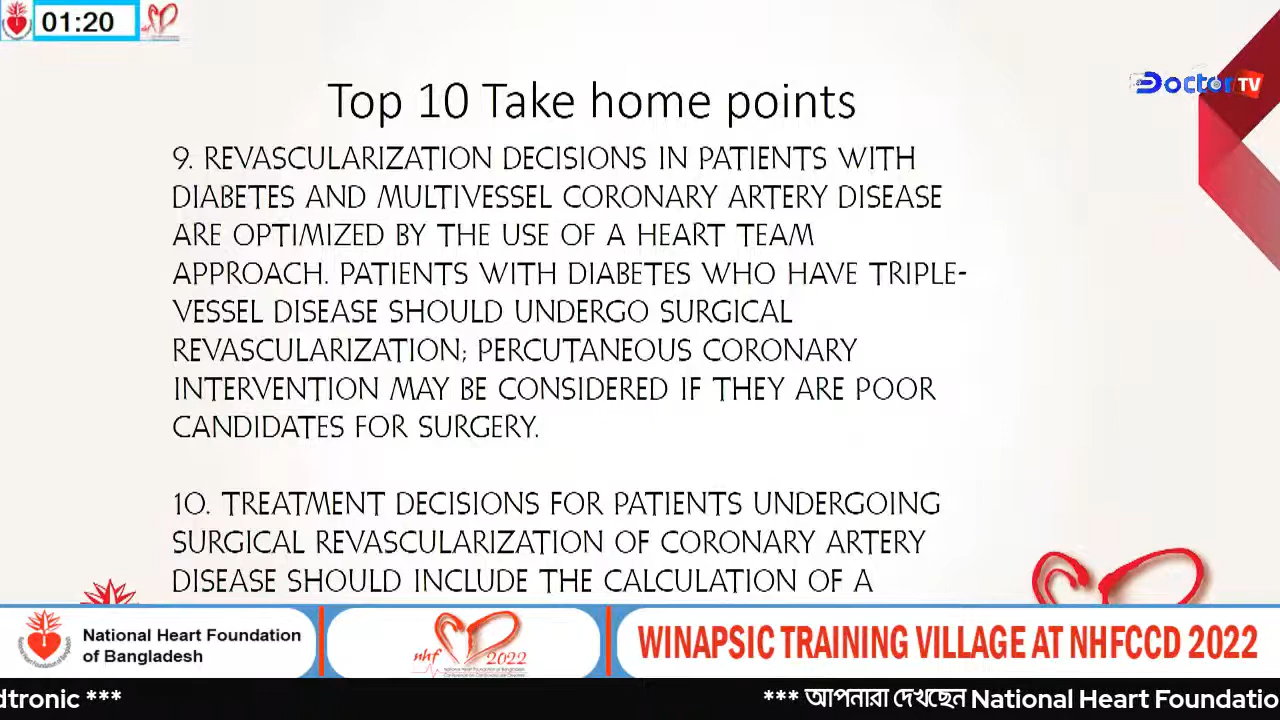 01:20
Doctor TV
Top 10 Take home points
9. REVASCULARIZATION DECISIONS IN PATIENTS WITH
DIABETES AND MULTIVESSEL CORONARY ARTERY DISEASE
ARE OPTIMIZED BY THE USE OF A HEART TEAM
APPROACH. PATIENTS WITH DIABETES WHO HAVE TRIPLE-
VESSEL DISEASE SHOULD UNDERGO SURGICAL
REVASCULARIZATION; PERCUTANEOUS CORONARY
INTERVENTION MAY BE CONSIDERED IF THEY ARE POOR
CANDIDATES FOR SURGERY.
10. TREATMENT DECISIONS FOR PATIENTS UNDERGOING
SURGICAL REVASCULARIZATION OF CORONARY ARTERY
DISEASE SHOULD INCLUDE THE CALCULATION OF A
National Heart Foundation
of Bangladesh
nhf 2022
WINAPSIC TRAINING VILLAGE AT NHFCCD 2022
dtronic *** *** আপনারা দেখছেন National Heart Foundatio